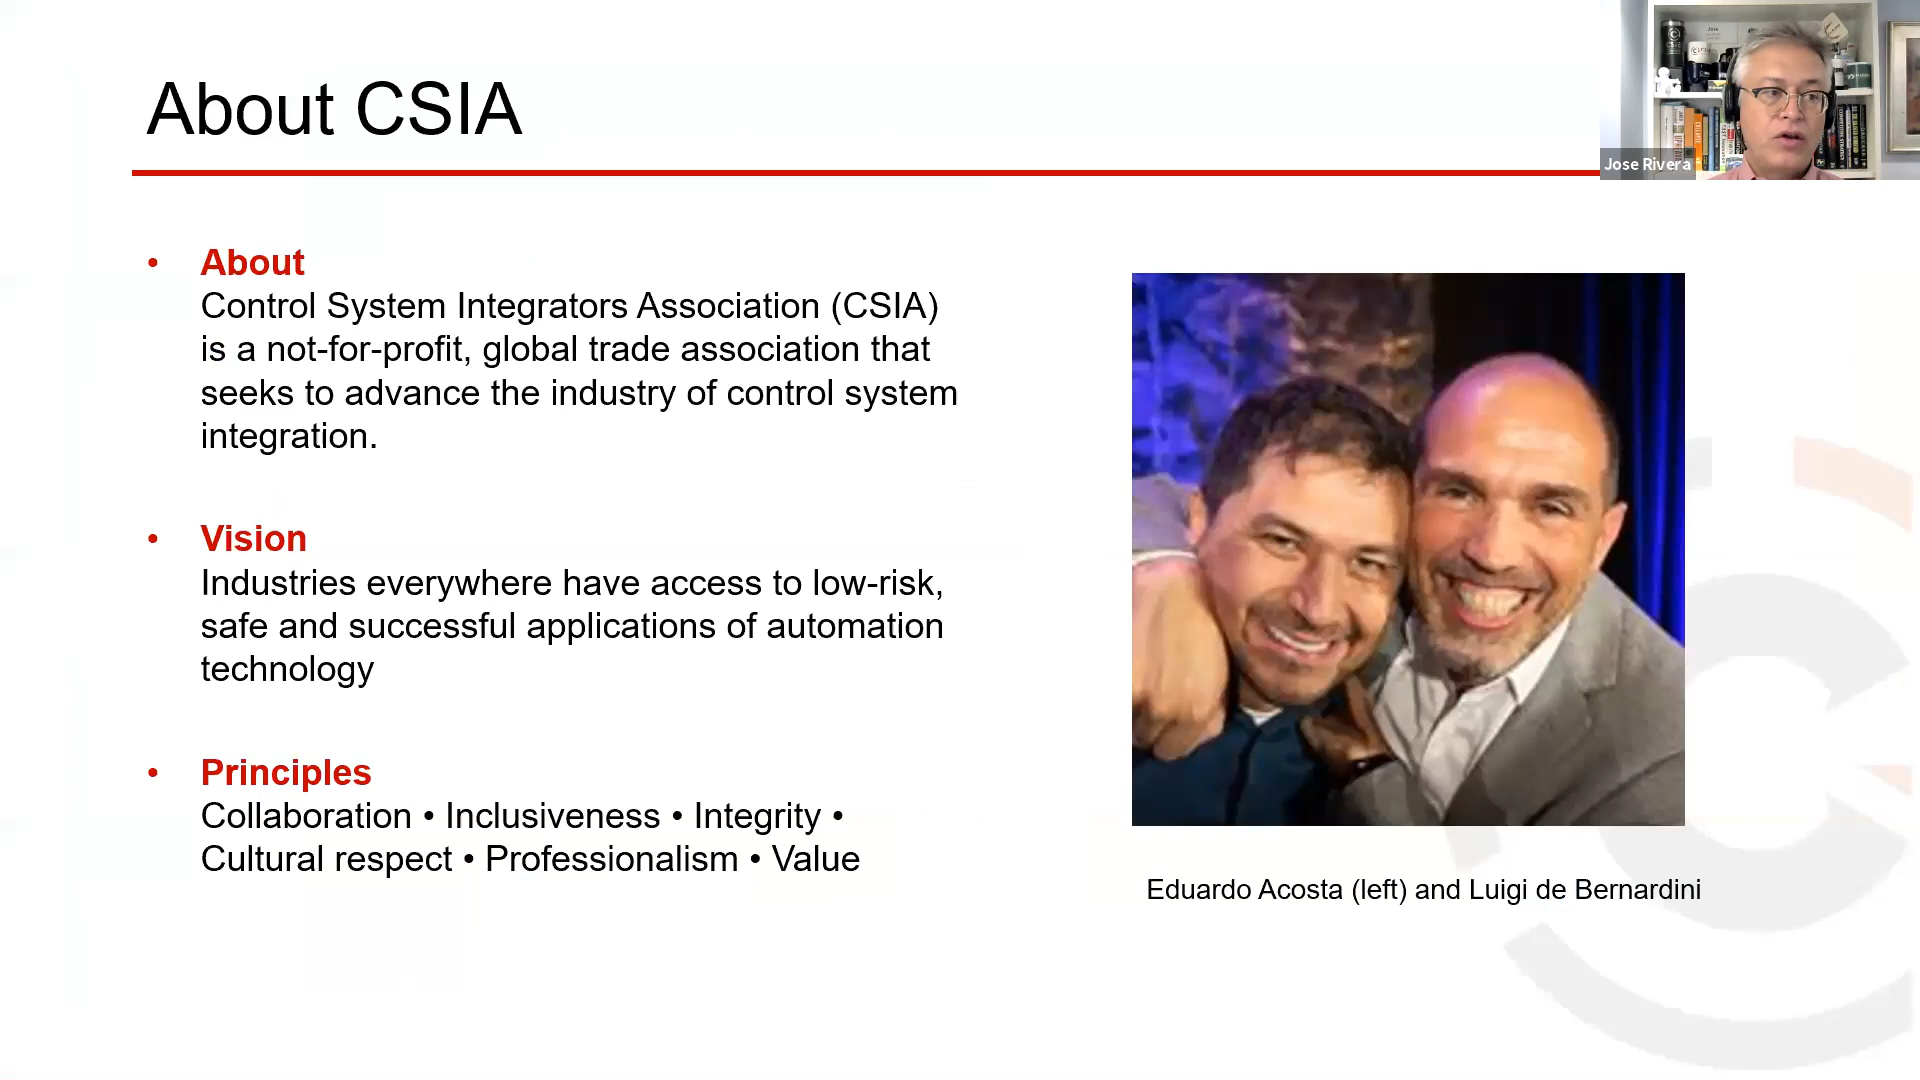 About CSIA
Jose Rivera
• About
Control System Integrators Association (CSIA)
is a not-for-profit, global trade association that
seeks to advance the industry of control system
integration.
• Vision
Industries everywhere have access to low-risk,
safe and successful applications of automation
technology
• Principles
Collaboration • Inclusiveness • Integrity •
Cultural respect • Professionalism • Value
Eduardo Acosta (left) and Luigi de Bernardini